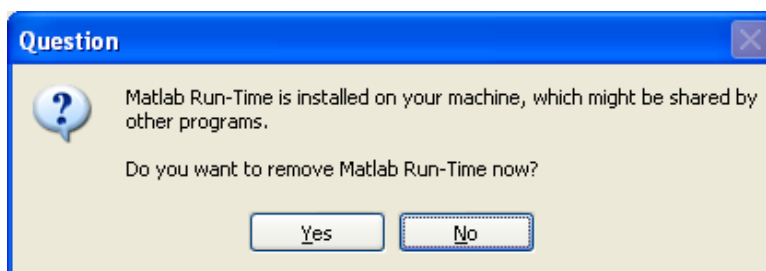 Question
Matlab Run-Time is installed on your machine, which might be shared by
other programs.
Do you want to remove Matlab Run-Time now?
Yes
No